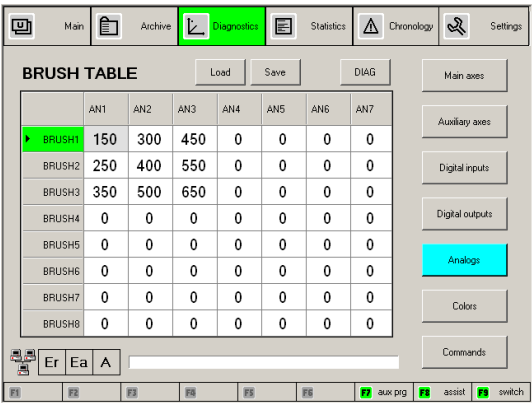 Main Archive Diagnostics Statistics Chronology Settings
BRUSH TABLE Load Save DIAG Main axes
AN1 AN2 AN3 AN4 AN5 AN6 AN7
Auxiliary axes
BRUSH1 150 300 450 0 0 0 0
BRUSH2 250 400 550 0 0 0 0
Digital inputs
BRUSH3 350 500 650 0 0 0 0
BRUSH4 0 0 0 0 0 0 0
Digital outputs
BRUSH5 0 0 0 0 0 0 0
Analogs
BRUSH6 0 0 0 0 0 0 0
BRUSH7 0 0 0 0 0 0 0
Colors
BRUSH8 0 0 0 0 0 0 0
Commands
Er Ea A
F1 F2 F3 F4 F5 F6 F7 aux prg F8 assist F9 switch